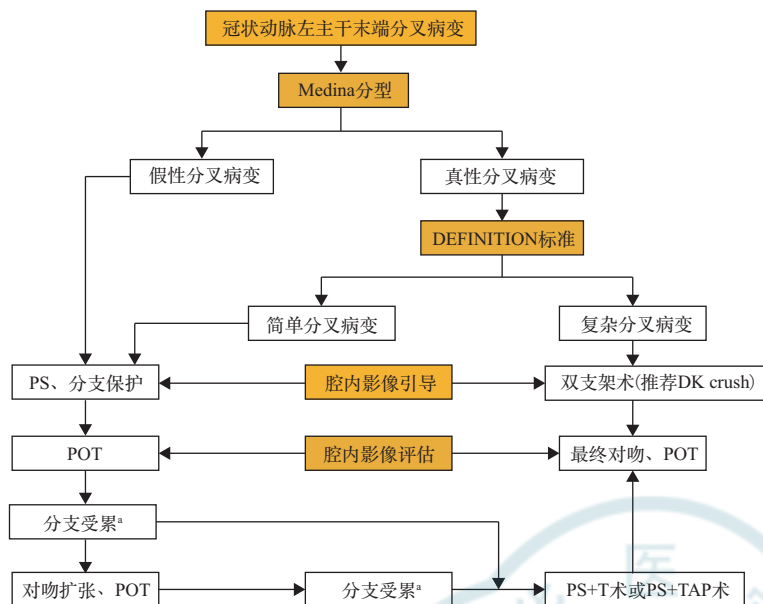 冠状动脉左主干末端分叉病变
Medina分型
假性分叉病变
真性分叉病变
DEFINITION标准
简单分叉病变
复杂分叉病变
PS、分支保护
腔内影像引导
双支架术(推荐DK crush)
POT
腔内影像评估
最终对吻、POT
分支受累ᵃ
对吻扩张、POT
分支受累ᵃ
PS+T术或PS+TAP术
医